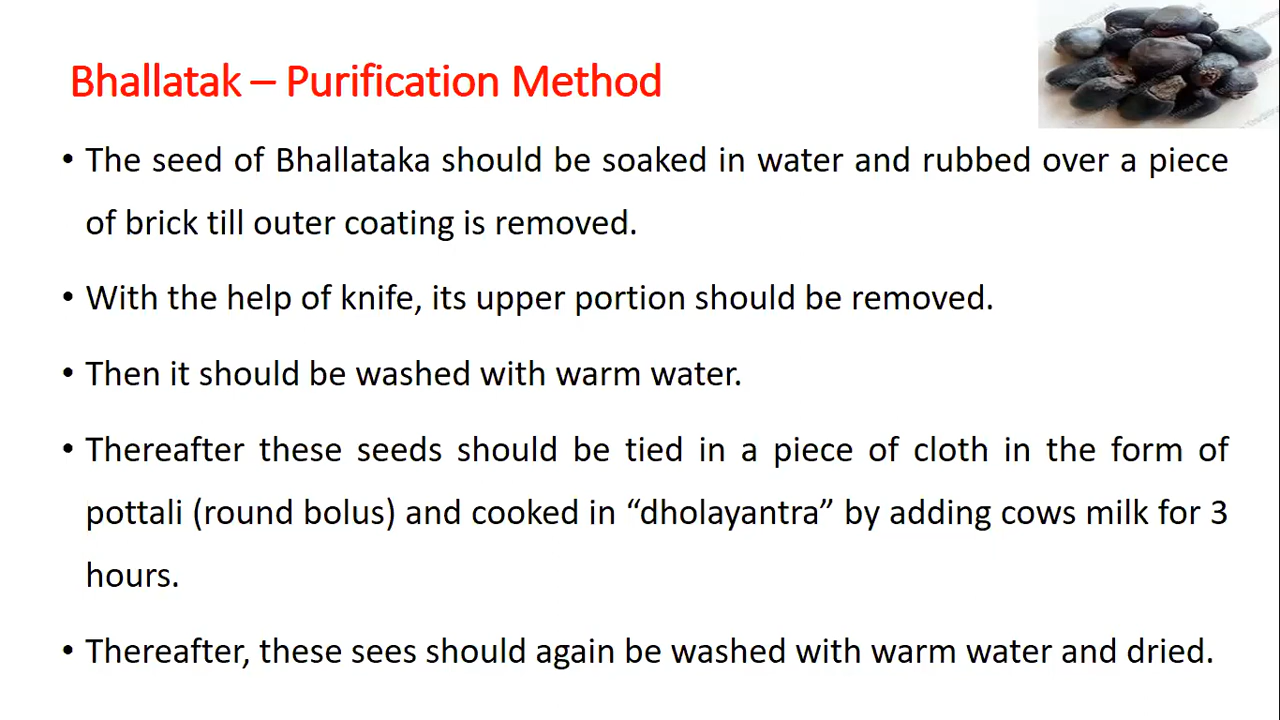 Bhallatak – Purification Method
• The seed of Bhallataka should be soaked in water and rubbed over a piece
of brick till outer coating is removed.
• With the help of knife, its upper portion should be removed.
• Then it should be washed with warm water.
• Thereafter these seeds should be tied in a piece of cloth in the form of
pottali (round bolus) and cooked in “dholayantra” by adding cows milk for 3
hours.
• Thereafter, these sees should again be washed with warm water and dried.